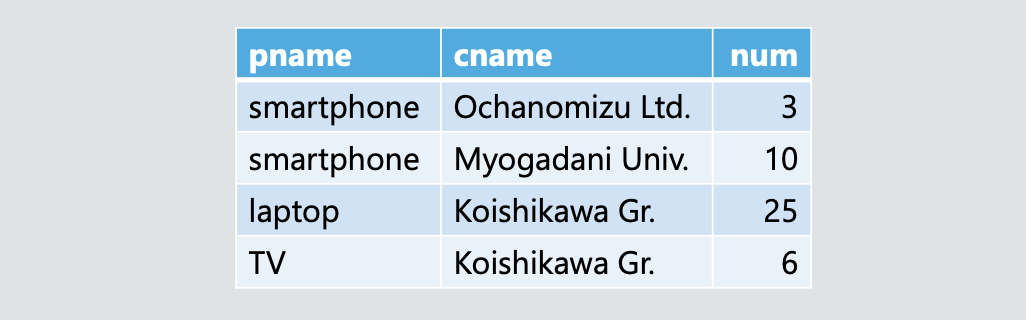 pname cname num
smartphone Ochanomizu Ltd. 3
smartphone Myogadani Univ. 10
laptop Koishikawa Gr. 25
TV Koishikawa Gr. 6